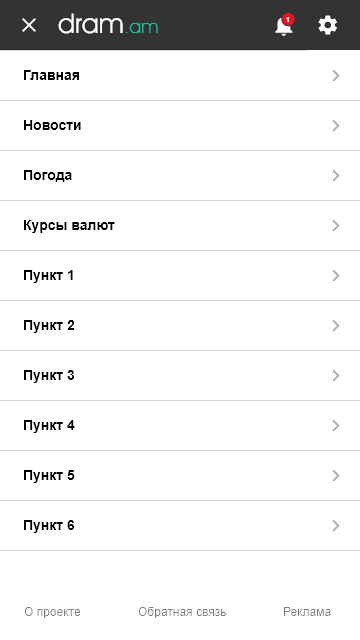 dram.am
1
Главная
Новости
Погода
Курсы валют
Пункт 1
Пункт 2
Пункт 3
Пункт 4
Пункт 5
Пункт 6
О проекте Обратная связь Реклама